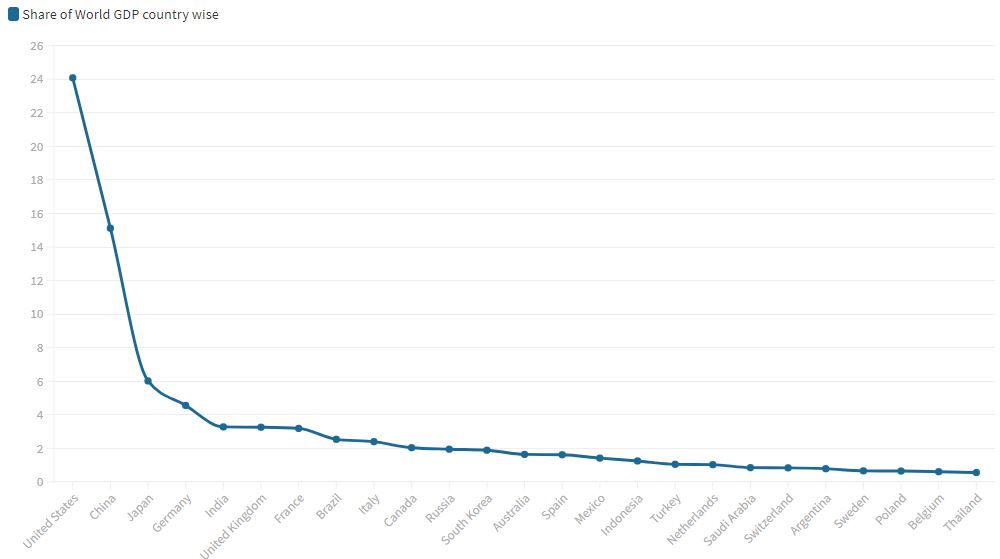 Share of World GDP country wise
26
24
22
20
18
16
14
12
10
8
6
4
2
0
United States
China
Japan
Germany
India
United Kingdom
France
Brazil
Italy
Canada
Russia
South Korea
Australia
Spain
Mexico
Indonesia
Turkey
Netherlands
Saudi Arabia
Switzerland
Argentina
Sweden
Poland
Belgium
Thailand